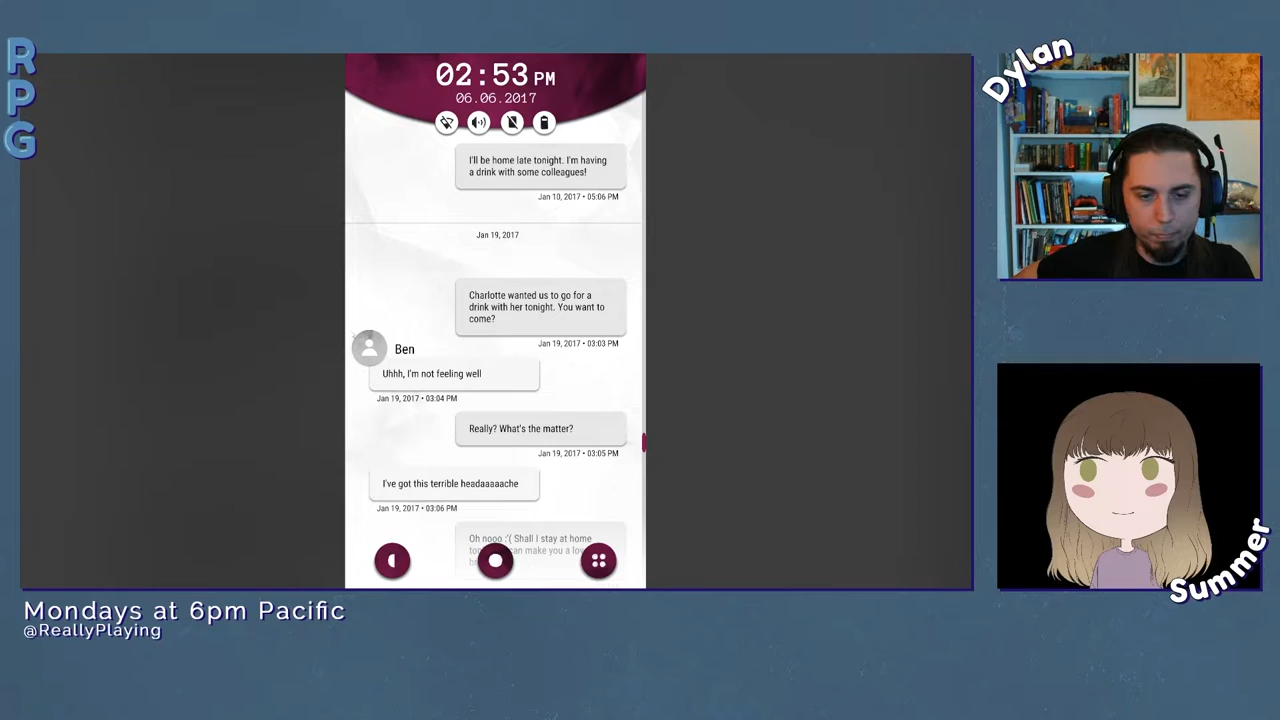 RPG
02:53 PM
06.06.2017
I'll be home late tonight. I'm having
a drink with some colleagues!
Jan 10, 2017 • 05:06 PM
Jan 19, 2017
Charlotte wanted us to go for a
drink with her tonight. You want to
come?
Jan 19, 2017 • 03:03 PM
Ben
Uhhh, I'm not feeling well
Jan 19, 2017 • 03:04 PM
Really? What's the matter?
Jan 19, 2017 • 03:05 PM
I've got this terrible headaaaaache
Jan 19, 2017 • 03:06 PM
Oh nooo :'( Shall I stay at home
can make you a
Dylan
Summer
Mondays at 6pm Pacific
@ReallyPlaying